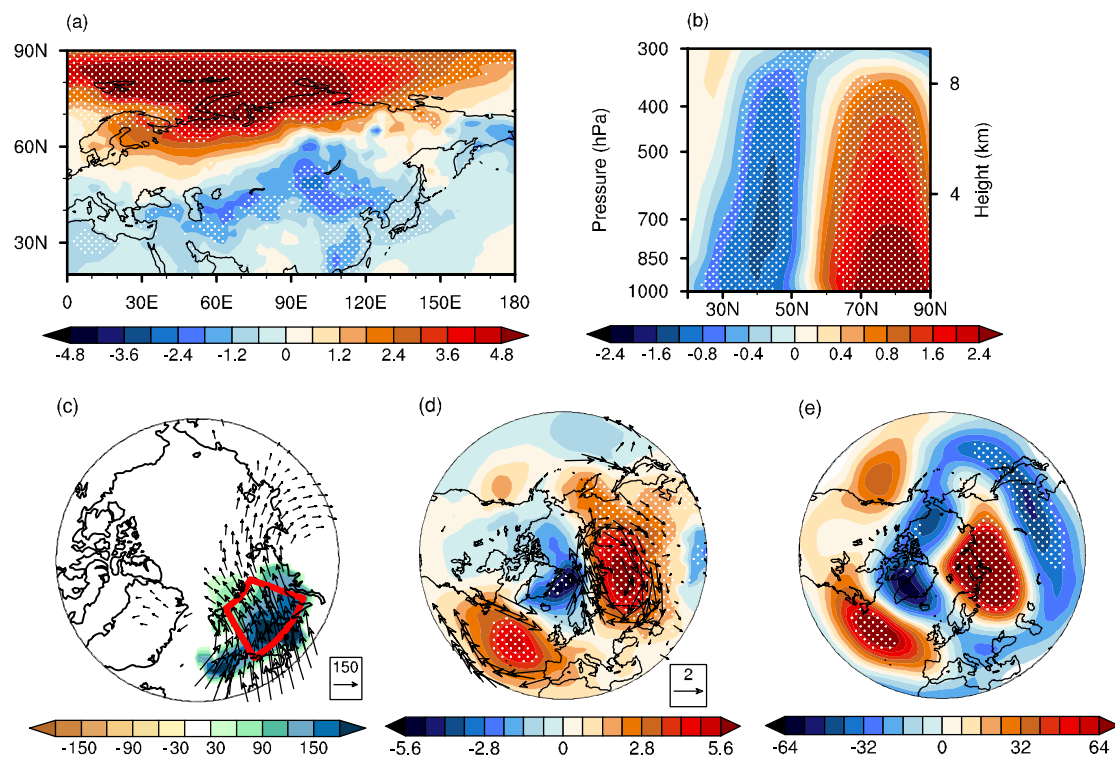 (a)
90N
60N
30N
0 30E 60E 90E 120E 150E 180
-4.8 -3.6 -2.4 -1.2 0 1.2 2.4 3.6 4.8
(b)
300
400
500
700
850
1000
Pressure (hPa)
8
4
Height (km)
30N 50N 70N 90N
-2.4 -1.6 -0.8 -0.4 0 0.4 0.8 1.6 2.4
(c)
150
-150 -90 -30 30 90 150
(d)
2
-5.6 -2.8 0 2.8 5.6
(e)
-64 -32 0 32 64